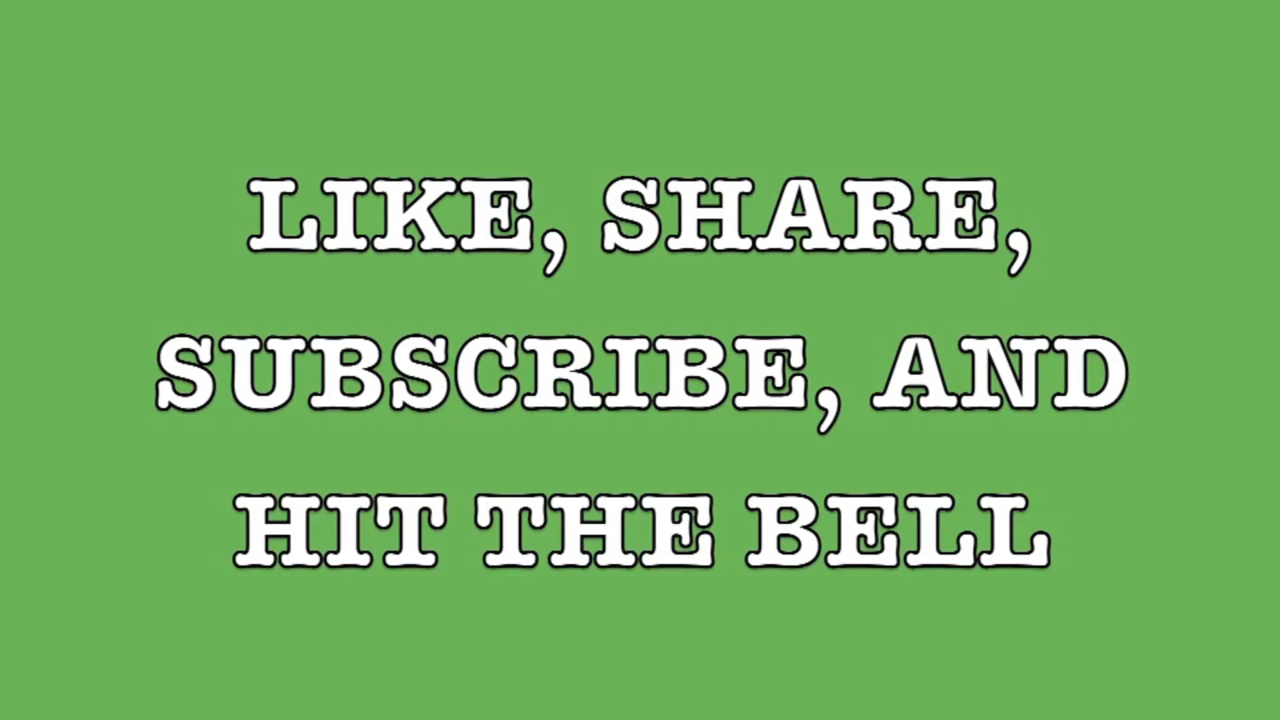 LIKE, SHARE,
SUBSCRIBE, AND
HIT THE BELL